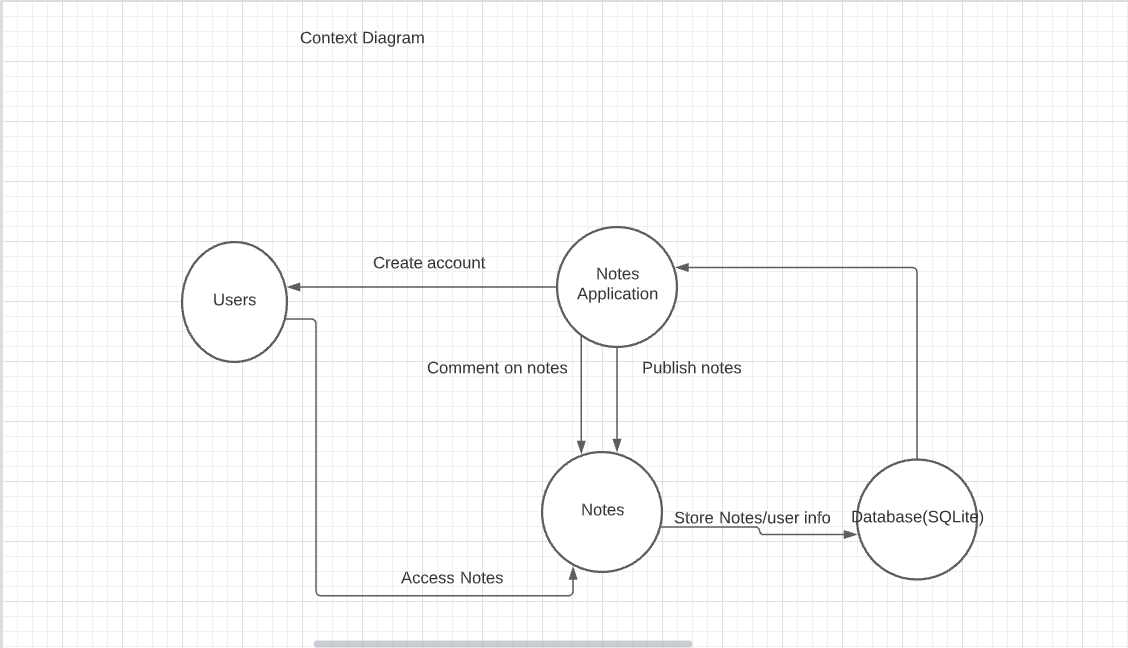 Context Diagram
Create account
Users
Notes
Application
Comment on notes
Publish notes
Notes
Store Notes/user info
Database(SQLite)
Access Notes